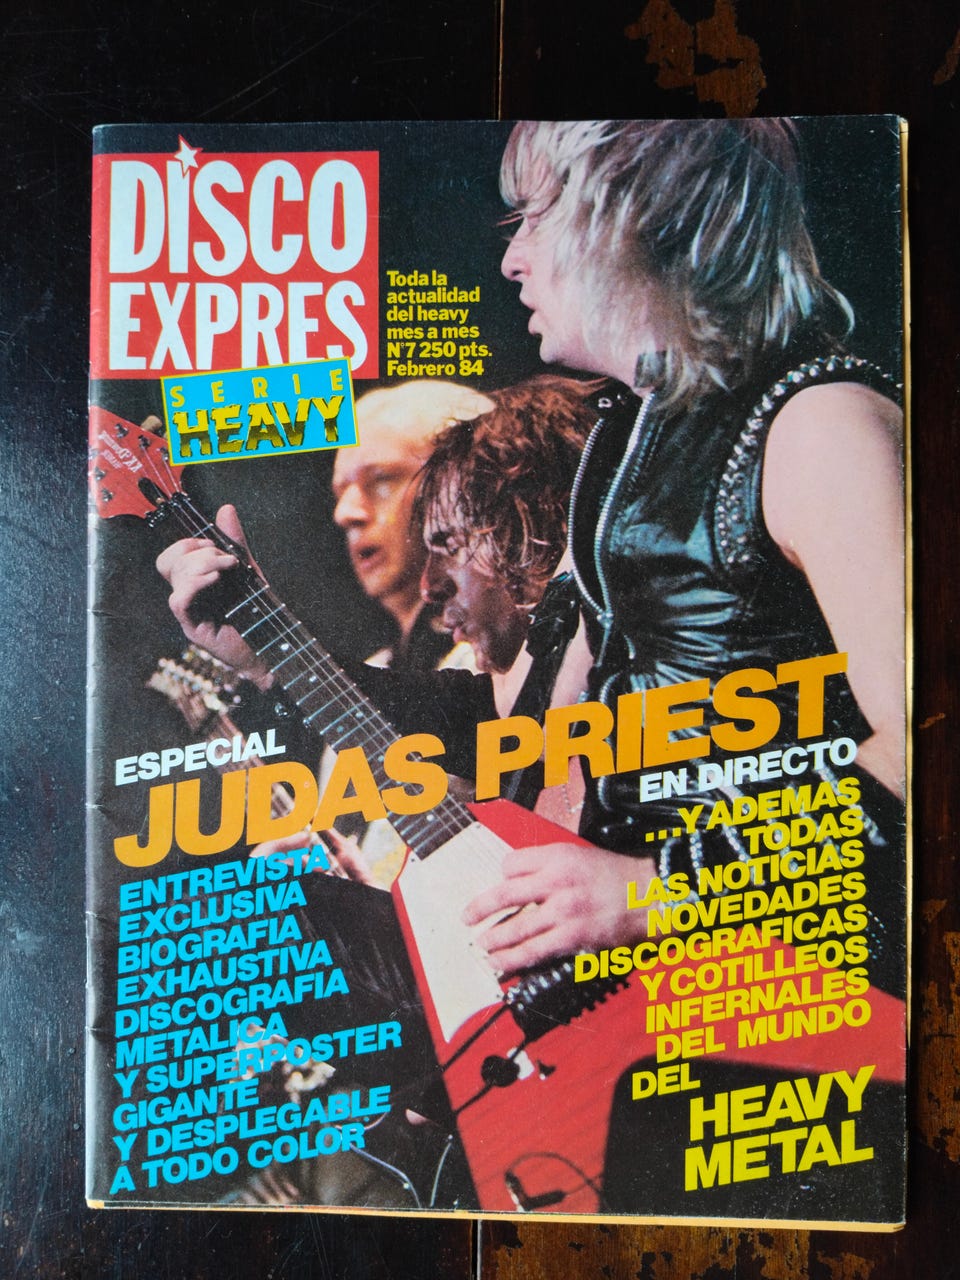 DISCO
EXPRES
SERIE
HEAVY
Toda la
actualidad
del heavy
mes a mes
N°7 250 pts.
Febrero 84
ESPECIAL
JUDAS PRIEST
EN DIRECTO
ENTREVISTA
EXCLUSIVA
BIOGRAFIA
EXHAUSTIVA
DISCOGRAFIA
METALICA
Y SUPERPOSTER
GIGANTE
Y DESPLEGABLE
A TODO COLOR
...Y ADEMAS
TODAS
LAS NOTICIAS
NOVEDADES
DISCOGRAFICAS
Y COTILLEOS
INFERNALES
DEL MUNDO
DEL
HEAVY
METAL